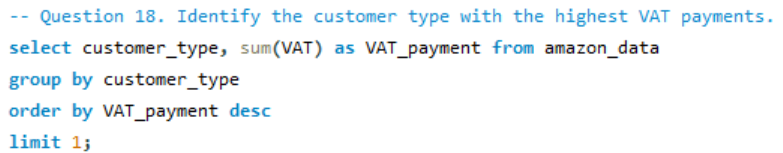 -- Question 18. Identify the customer type with the highest VAT payments.
select customer_type, sum(VAT) as VAT_payment from amazon_data
group by customer_type
order by VAT_payment desc
limit 1;